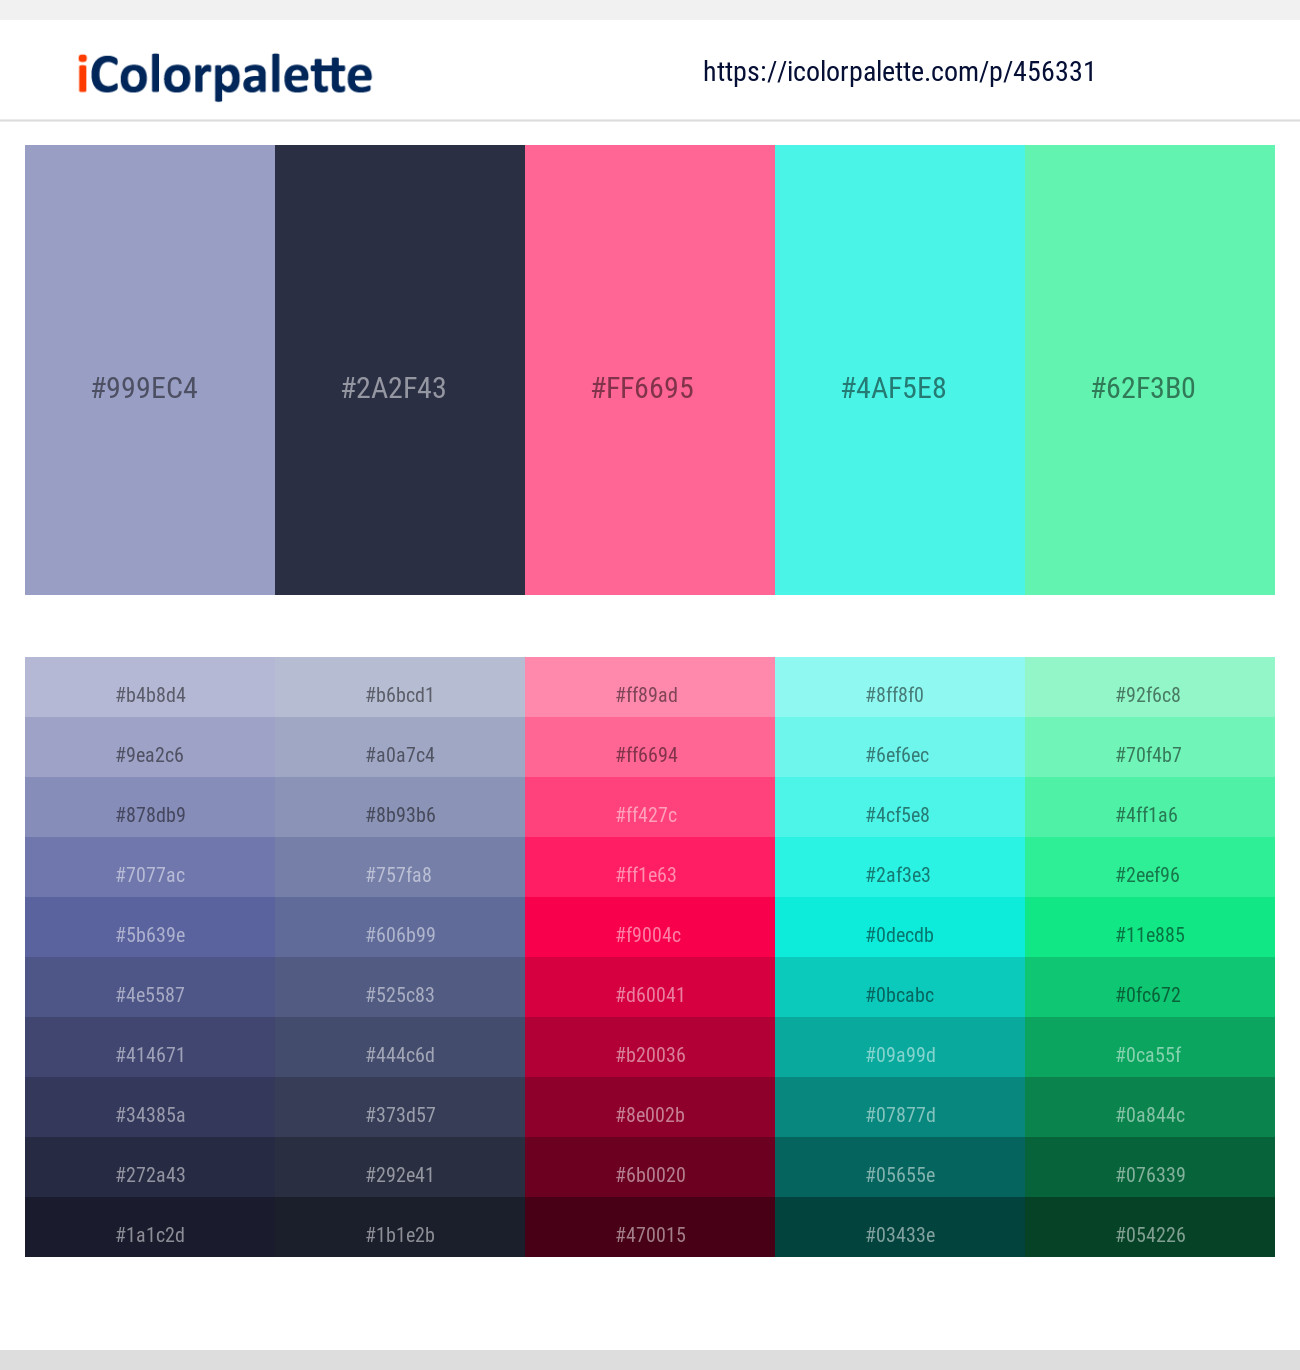 iColorpalette
https://icolorpalette.com/p/456331
#999EC4 #2A2F43 #FF6695 #4AF5E8 #62F3B0
#b4b8d4 #b6bcd1 #ff89ad #8ff8f0 #92f6c8
#9ea2c6 #a0a7c4 #ff6694 #6ef6ec #70f4b7
#878db9 #8b93b6 #ff427c #4cf5e8 #4ff1a6
#7077ac #757fa8 #ff1e63 #2af3e3 #2eef96
#5b639e #606b99 #f9004c #0decdb #11e885
#4e5587 #525c83 #d60041 #0bcabc #0fc672
#414671 #444c6d #b20036 #09a99d #0ca55f
#34385a #373d57 #8e002b #07877d #0a844c
#272a43 #292e41 #6b0020 #05655e #076339
#1a1c2d #1b1e2b #470015 #03433e #054226